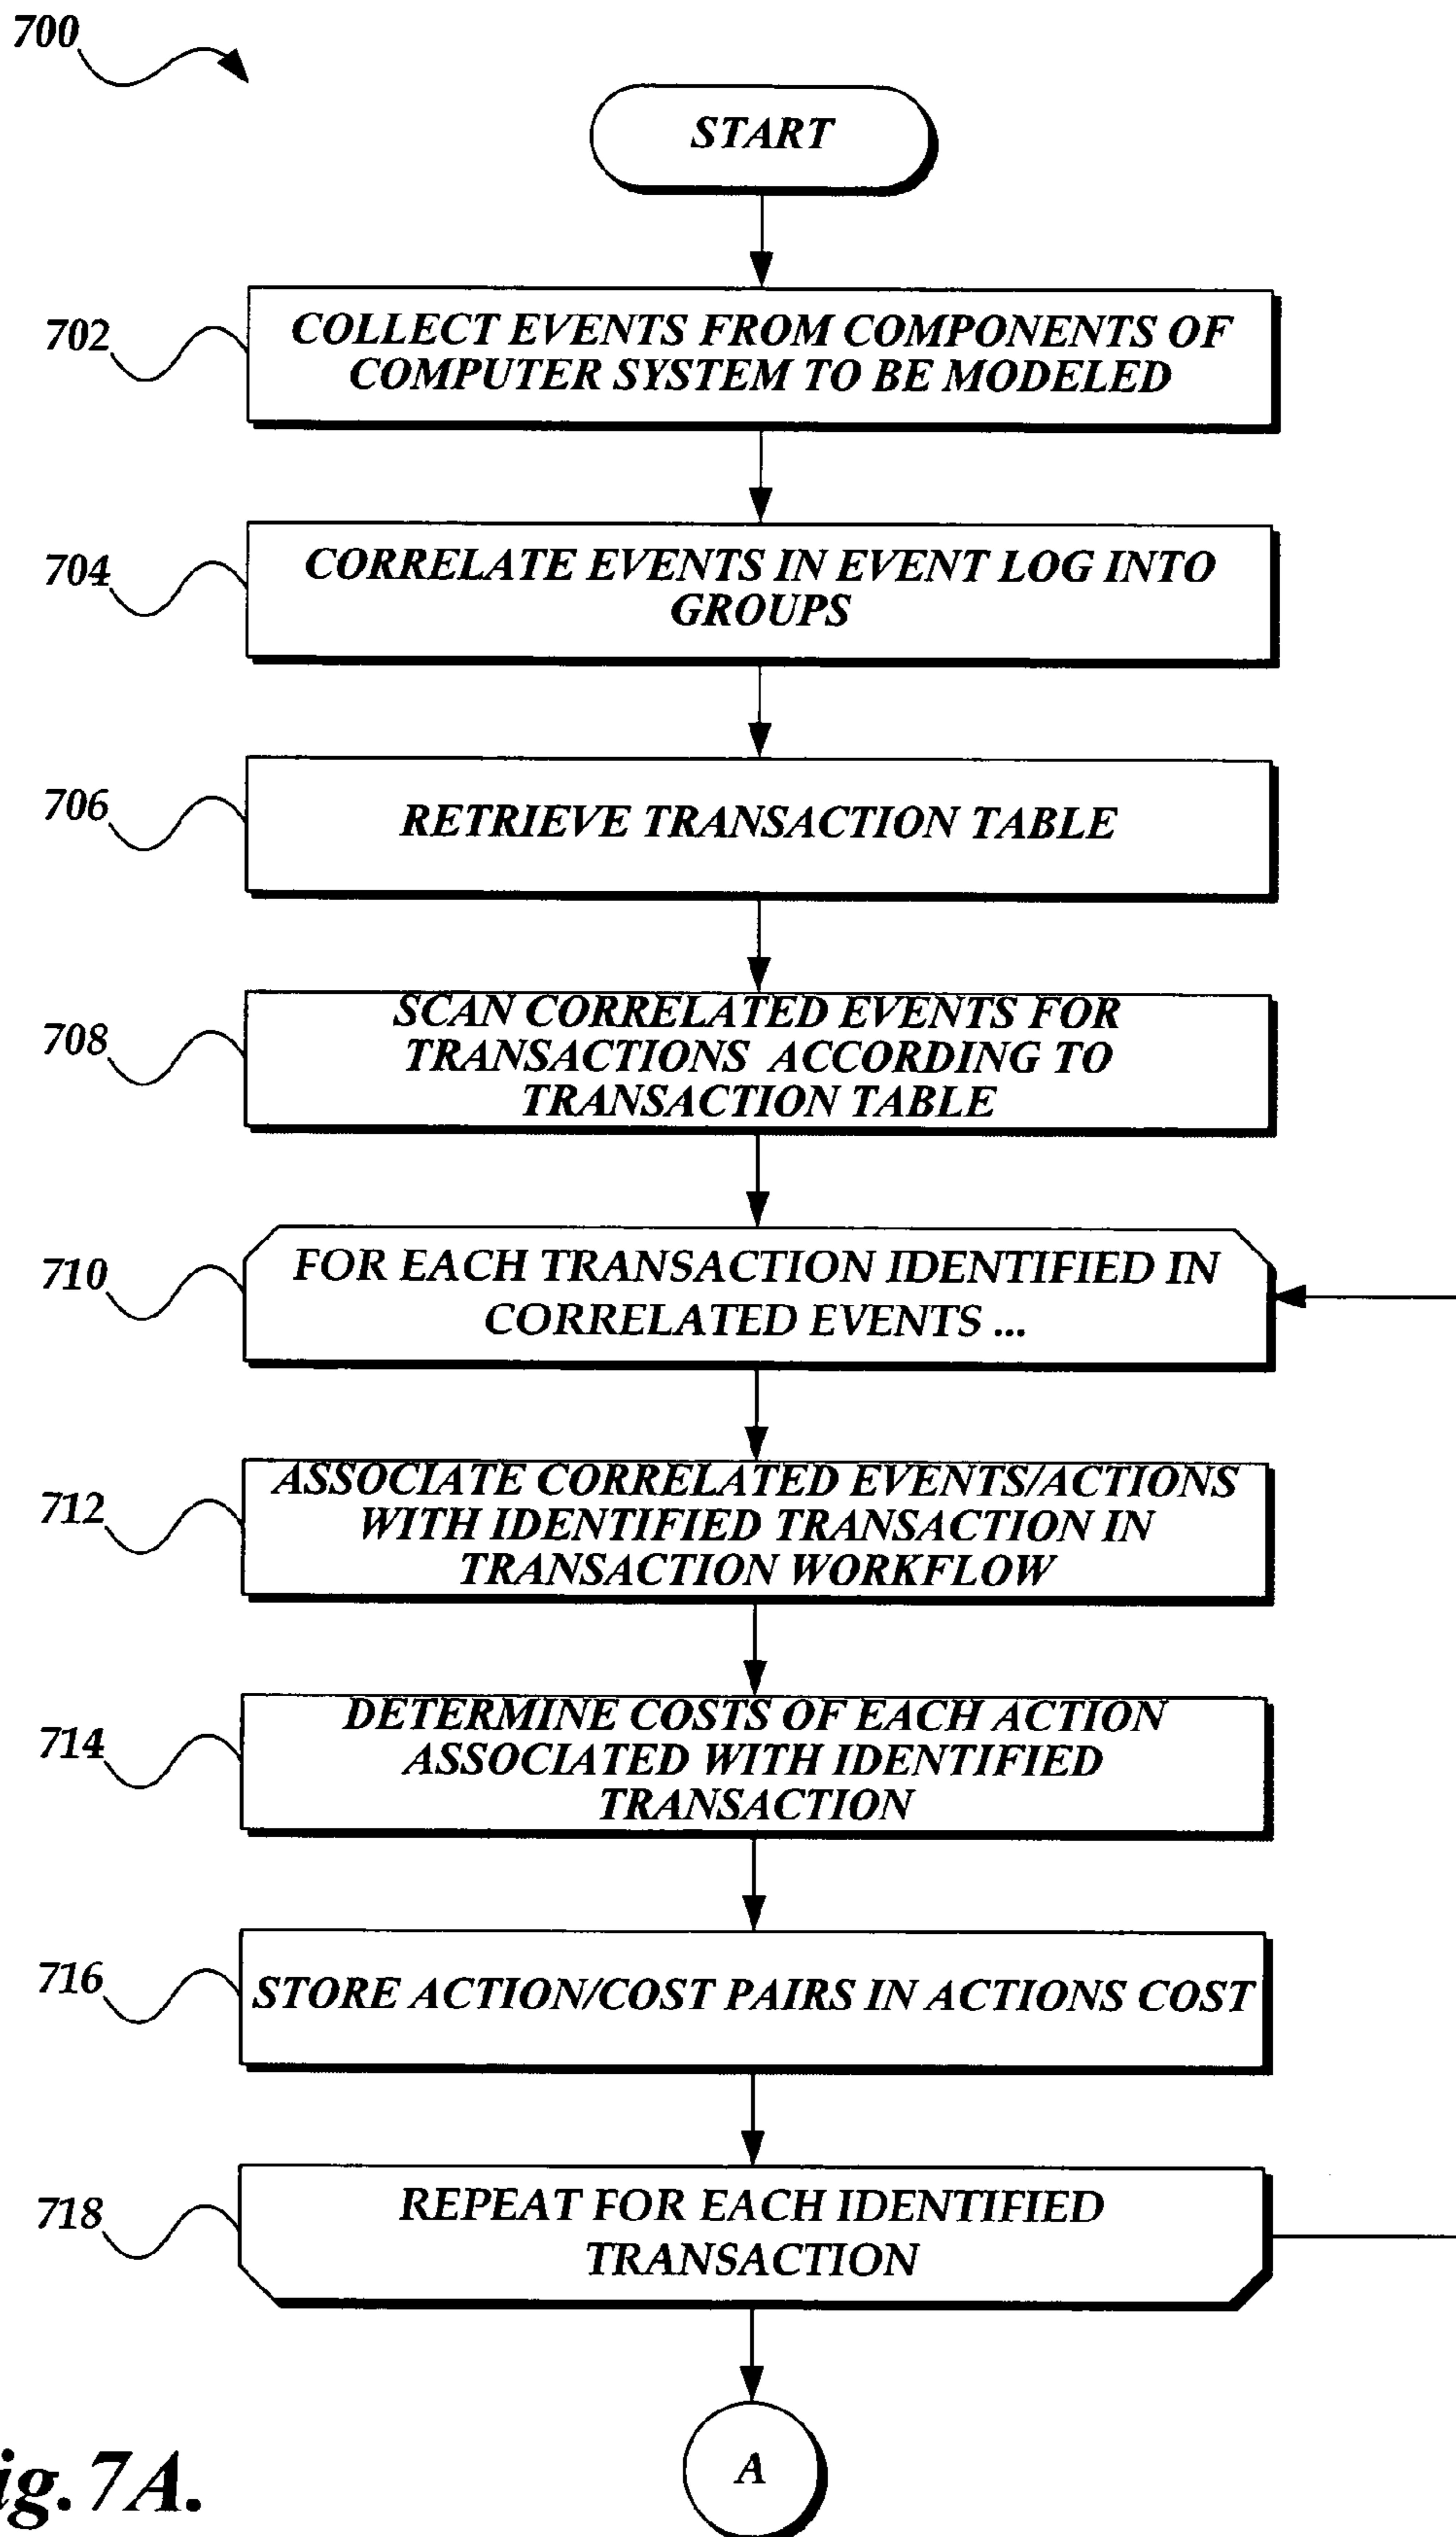 700
START
702
COLLECT EVENTS FROM COMPONENTS OF
COMPUTER SYSTEM TO BE MODELED
704
CORRELATE EVENTS IN EVENT LOG INTO
GROUPS
706
RETRIEVE TRANSACTION TABLE
708
SCAN CORRELATED EVENTS FOR
TRANSACTIONS ACCORDING TO
TRANSACTION TABLE
710
FOR EACH TRANSACTION IDENTIFIED IN
CORRELATED EVENTS ...
712
ASSOCIATE CORRELATED EVENTS/ACTIONS
WITH IDENTIFIED TRANSACTION IN
TRANSACTION WORKFLOW
714
DETERMINE COSTS OF EACH ACTION
ASSOCIATED WITH IDENTIFIED
TRANSACTION
716
STORE ACTION/COST PAIRS IN ACTIONS COST
718
REPEAT FOR EACH IDENTIFIED
TRANSACTION
A
ig.7A.